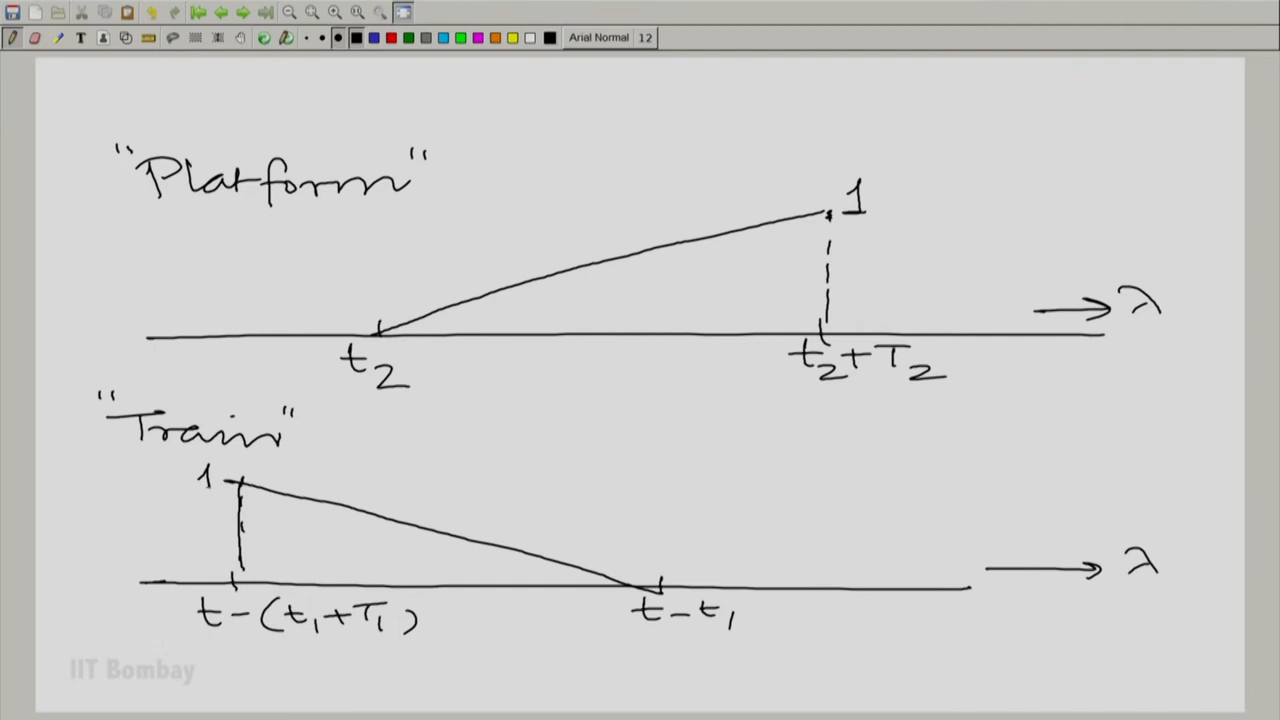 Arial Normal 12
"Platform"
1
λ
t₂
t₂+T₂
"Train"
1
λ
t-(t₁+T₁)
t-t₁
IIT Bombay